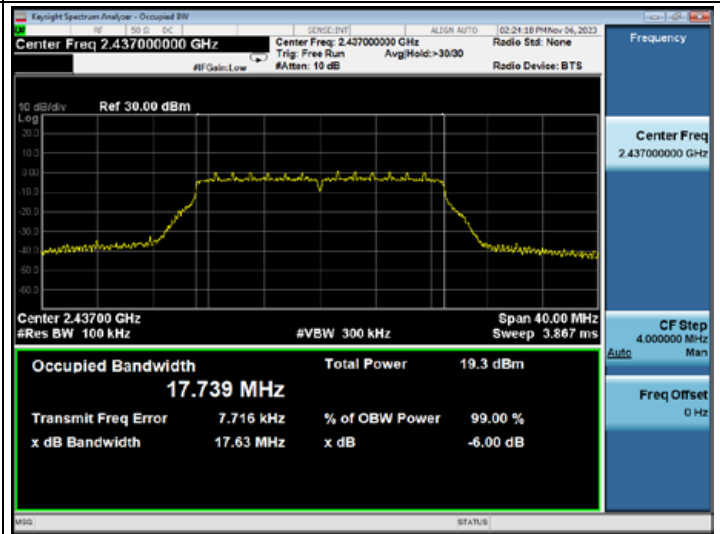 Keysight Spectrum Analyzer - Occupied BW
RF 50 Ω DC SENSE:INT ALIGN AUTO 02:24:18 PM Nov 06, 2023
Center Freq 2.437000000 GHz
Center Freq: 2.437000000 GHz
Radio Std: None
Trig: Free Run Avg|Hold:>30/30
#IFGain:Low #Atten: 10 dB Radio Device: BTS
Frequency
10 dB/div Ref 30.00 dBm
Log
20.0
10.0
0.00
-10.0
-20.0
-30.0
-40.0
-50.0
-60.0
Center Freq
2.437000000 GHz
Center 2.43700 GHz Span 40.00 MHz
#Res BW 100 kHz #VBW 300 kHz Sweep 3.867 ms
CF Step
4.000000 MHz
Auto Man
Occupied Bandwidth Total Power 19.3 dBm
17.739 MHz
Transmit Freq Error 7.716 kHz % of OBW Power 99.00 %
x dB Bandwidth 17.63 MHz x dB -6.00 dB
Freq Offset
0 Hz
MSG STATUS